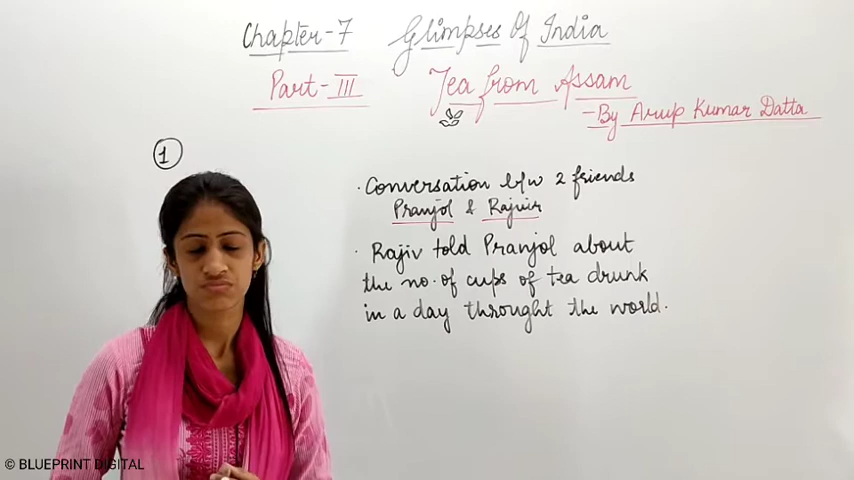 Chapter-7 Glimpses Of India
Part-III Tea from Assam
-By Arup Kumar Datta
1
· Conversation b/w 2 friends
Pranjol & Rajvir
· Rajiv told Pranjol about
the no. of cups of tea drunk
in a day throught the world.
© BLUEPRINT DIGITAL